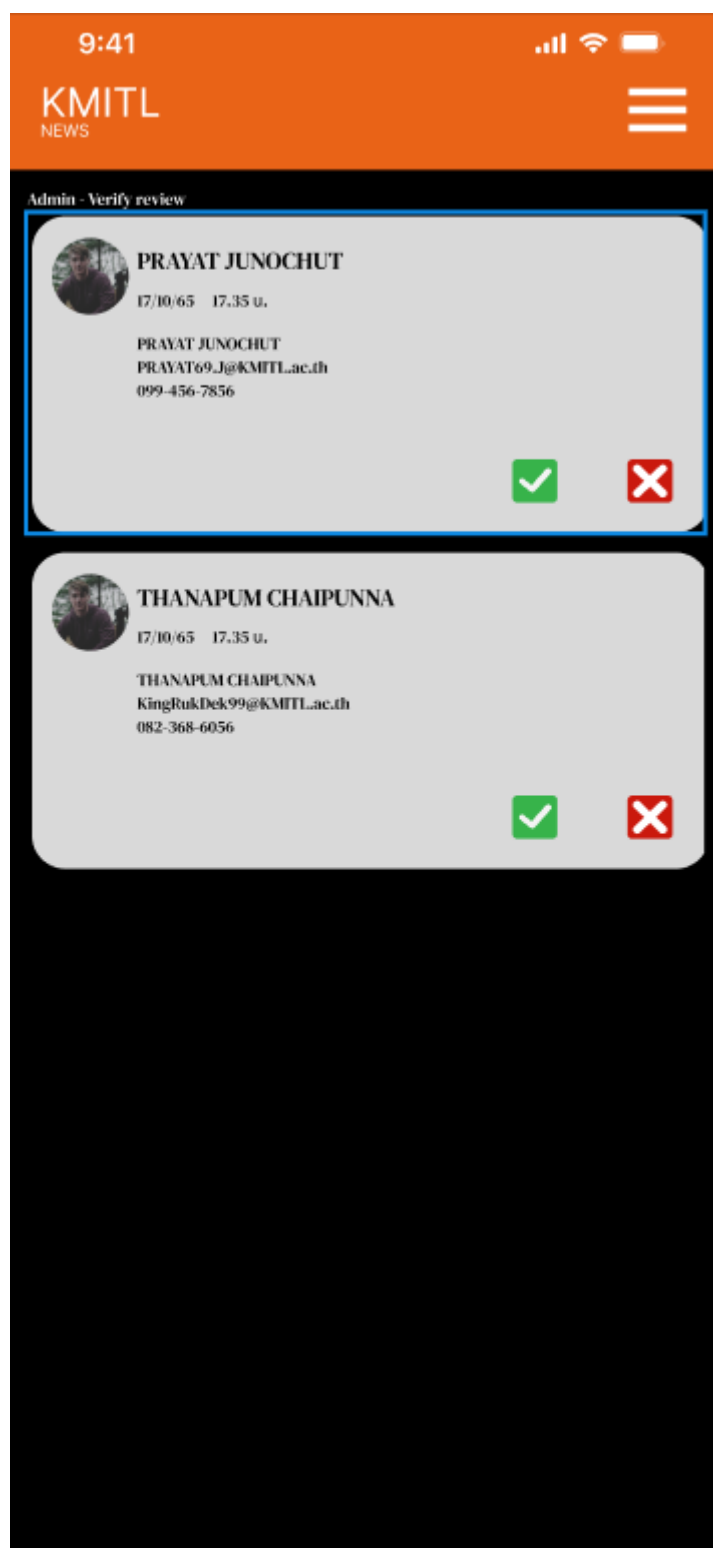 9:41
KMITL
NEWS
Admin - Verify review
PRAYAT JUNOCHUT
17/10/65 17.35 น.
PRAYAT JUNOCHUT
PRAYAT69.J@KMITL.ac.th
099-456-7856
THANAPUM CHAIPUNNA
17/10/65 17.35 น.
THANAPUM CHAIPUNNA
KingRukDek99@KMITL.ac.th
082-368-6056